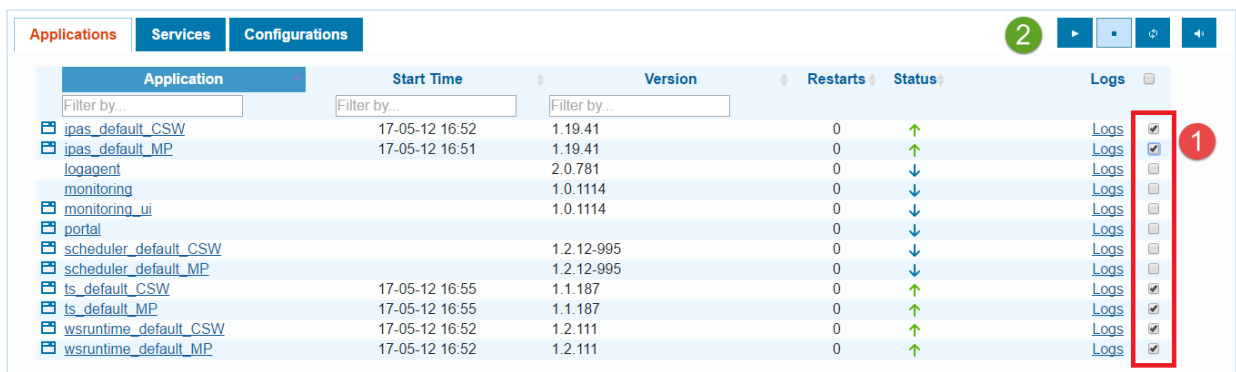 Applications Services Configurations 2
Application Start Time Version Restarts Status Logs
Filter by... Filter by... Filter by...
ipas_default_CSW 17-05-12 16:52 1.19.41 0 Logs
ipas_default_MP 17-05-12 16:51 1.19.41 0 Logs 1
logagent 2.0.781 0 Logs
monitoring 1.0.1114 0 Logs
monitoring_ui 1.0.1114 0 Logs
portal 0 Logs
scheduler_default_CSW 1.2.12-995 0 Logs
scheduler_default_MP 1.2.12-995 0 Logs
ts_default_CSW 17-05-12 16:55 1.1.187 0 Logs
ts_default_MP 17-05-12 16:55 1.1.187 0 Logs
wsruntime_default_CSW 17-05-12 16:52 1.2.111 0 Logs
wsruntime_default_MP 17-05-12 16:52 1.2.111 0 Logs